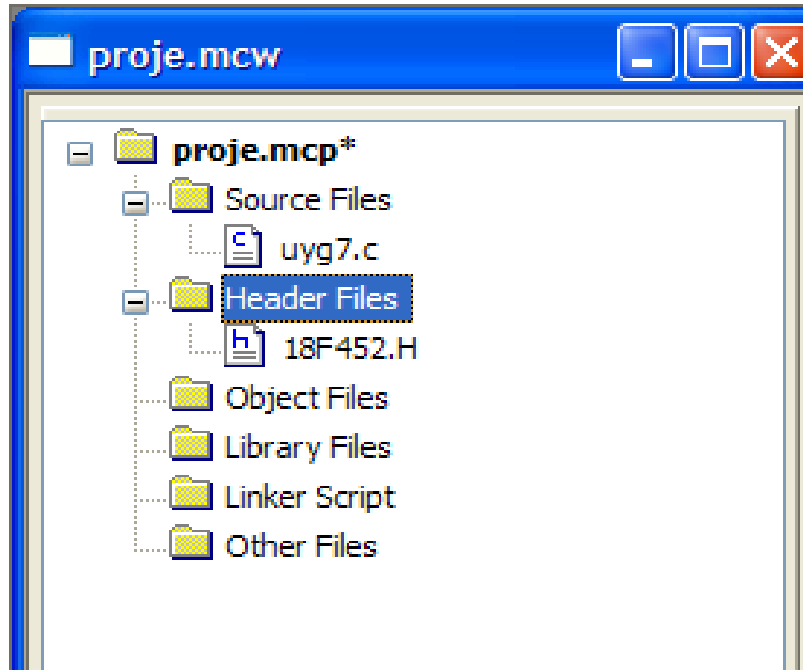 proje.mcw
proje.mcp*
Source Files
uyg7.c
Header Files
18F452.H
Object Files
Library Files
Linker Script
Other Files